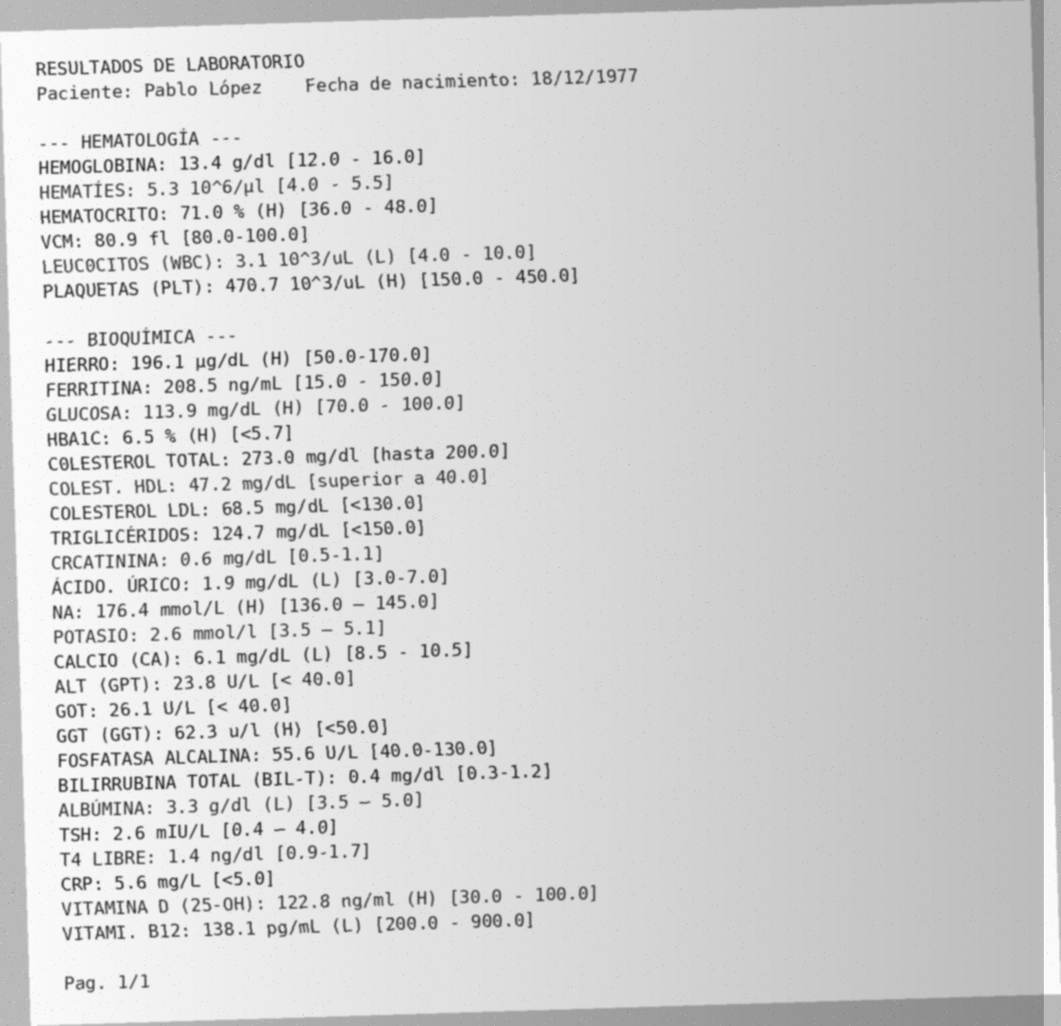 RESULTADOS DE LABORATORIO
Paciente: Pablo López    Fecha de nacimiento: 18/12/1977
--- HEMATOLOGÍA ---
HEMOGLOBINA: 13.4 g/dl [12.0 - 16.0]
HEMATÍES: 5.3 10^6/µl [4.0 - 5.5]
HEMATOCRITO: 71.0 % (H) [36.0 - 48.0]
VCM: 80.9 fl [80.0-100.0]
LEUC0CITOS (WBC): 3.1 10^3/uL (L) [4.0 - 10.0]
PLAQUETAS (PLT): 470.7 10^3/uL (H) [150.0 - 450.0]
--- BIOQUÍMICA ---
HIERRO: 196.1 µg/dL (H) [50.0-170.0]
FERRITINA: 208.5 ng/mL [15.0 - 150.0]
GLUCOSA: 113.9 mg/dL (H) [70.0 - 100.0]
HBA1C: 6.5 % (H) [<5.7]
C0LESTEROL TOTAL: 273.0 mg/dl [hasta 200.0]
COLEST. HDL: 47.2 mg/dL [superior a 40.0]
COLESTEROL LDL: 68.5 mg/dL [<130.0]
TRIGLICÉRIDOS: 124.7 mg/dL [<150.0]
CRCATININA: 0.6 mg/dL [0.5-1.1]
ÁCIDO. ÚRICO: 1.9 mg/dL (L) [3.0-7.0]
NA: 176.4 mmol/L (H) [136.0 – 145.0]
POTASIO: 2.6 mmol/l [3.5 – 5.1]
CALCIO (CA): 6.1 mg/dL (L) [8.5 - 10.5]
ALT (GPT): 23.8 U/L [< 40.0]
GOT: 26.1 U/L [< 40.0]
GGT (GGT): 62.3 u/l (H) [<50.0]
FOSFATASA ALCALINA: 55.6 U/L [40.0-130.0]
BILIRRUBINA TOTAL (BIL-T): 0.4 mg/dl [0.3-1.2]
ALBÚMINA: 3.3 g/dl (L) [3.5 – 5.0]
TSH: 2.6 mIU/L [0.4 – 4.0]
T4 LIBRE: 1.4 ng/dl [0.9-1.7]
CRP: 5.6 mg/L [<5.0]
VITAMINA D (25-OH): 122.8 ng/ml (H) [30.0 - 100.0]
VITAMI. B12: 138.1 pg/mL (L) [200.0 - 900.0]
Pag. 1/1